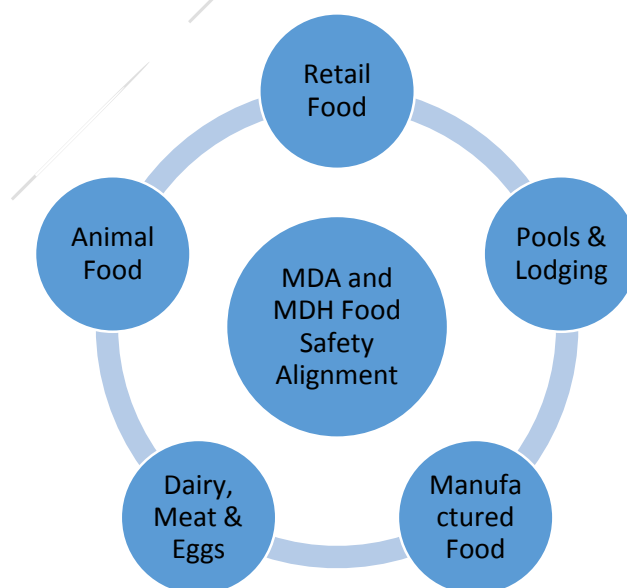 Retail
Food
Pools &
Lodging
Manufa
ctured
Food
Dairy,
Meat &
Eggs
Animal
Food
MDA and
MDH Food
Safety
Alignment